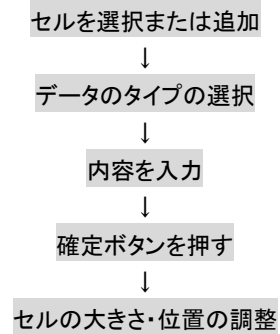 セルを選択または追加
↓
データのタイプの選択
↓
内容を入力
↓
確定ボタンを押す
↓
セルの大きさ・位置の調整